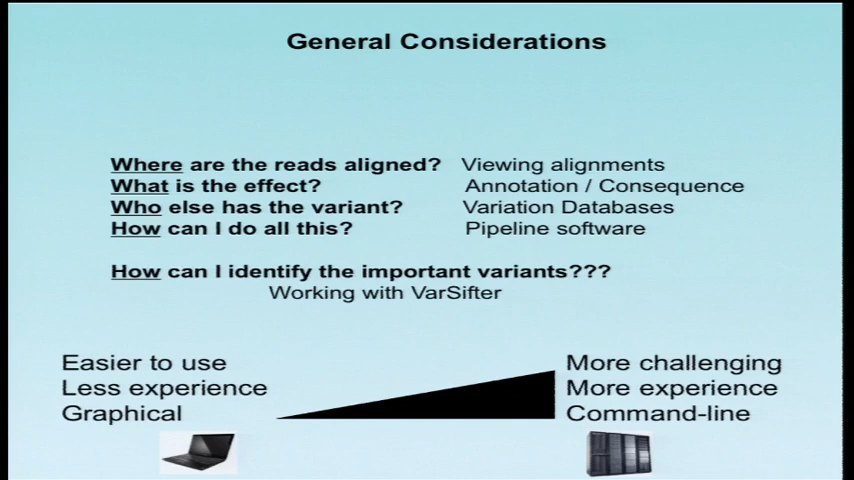 General Considerations
Where are the reads aligned? Viewing alignments
What is the effect? Annotation / Consequence
Who else has the variant? Variation Databases
How can I do all this? Pipeline software
How can I identify the important variants???
Working with VarSifter
Easier to use
Less experience
Graphical
More challenging
More experience
Command-line